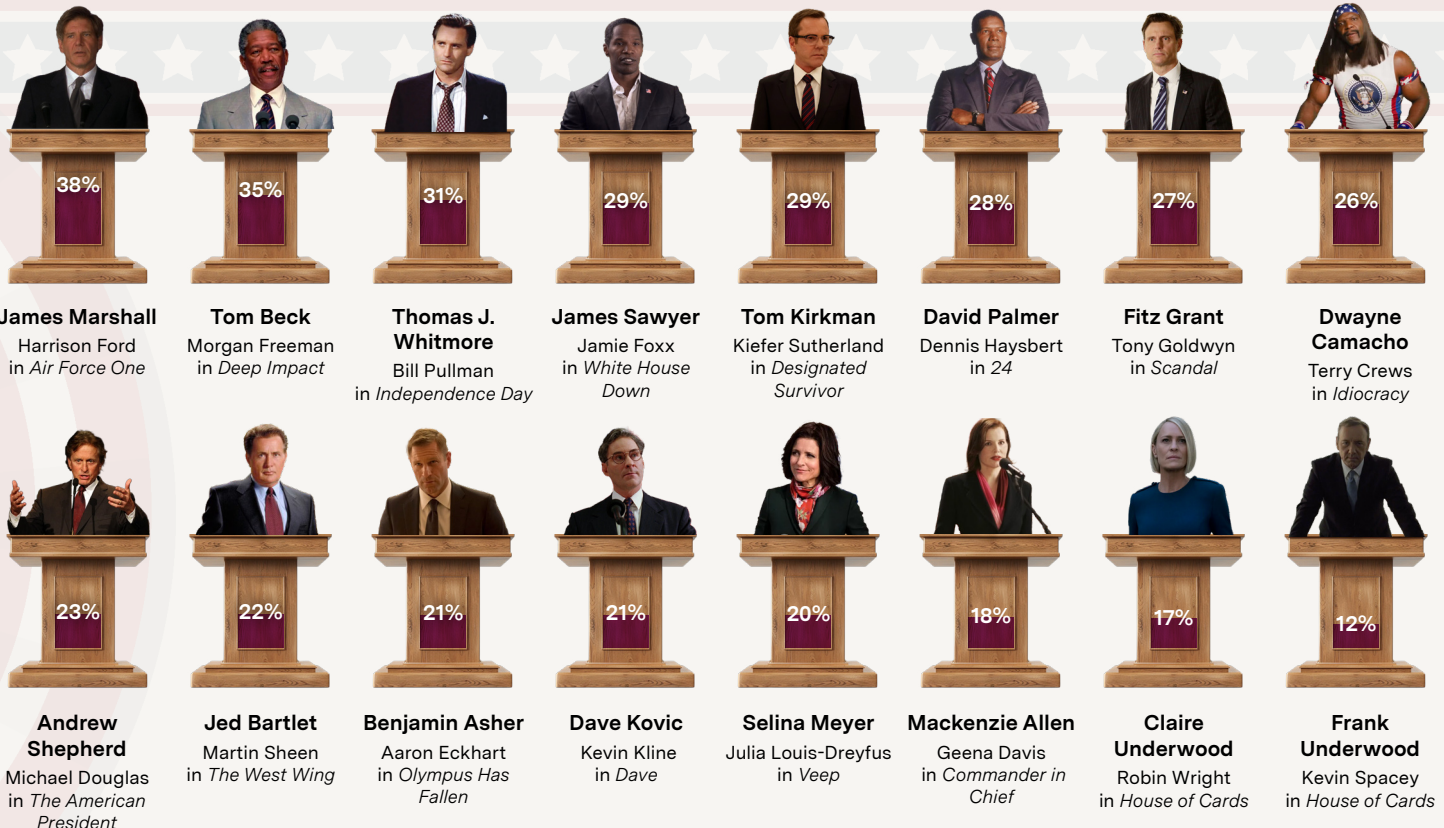 38%
35%
31%
29%
29%
28%
27%
26%
James Marshall
Harrison Ford
in Air Force One
Tom Beck
Morgan Freeman
in Deep Impact
Thomas J.
Whitmore
Bill Pullman
in Independence Day
James Sawyer
Jamie Foxx
in White House
Down
Tom Kirkman
Kiefer Sutherland
in Designated
Survivor
David Palmer
Dennis Haysbert
in 24
Fitz Grant
Tony Goldwyn
in Scandal
Dwayne
Camacho
Terry Crews
in Idiocracy
23%
22%
21%
21%
20%
18%
17%
12%
Andrew
Shepherd
Michael Douglas
in The American
President
Jed Bartlet
Martin Sheen
in The West Wing
Benjamin Asher
Aaron Eckhart
in Olympus Has
Fallen
Dave Kovic
Kevin Kline
in Dave
Selina Meyer
Julia Louis-Dreyfus
in Veep
Mackenzie Allen
Geena Davis
in Commander in
Chief
Claire
Underwood
Robin Wright
in House of Cards
Frank
Underwood
Kevin Spacey
in House of Cards